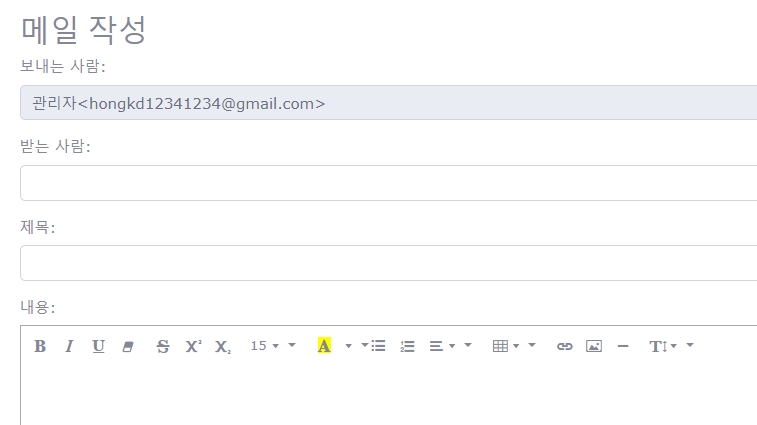 메일 작성
보내는 사람:
관리자<hongkd12341234@gmail.com>
받는 사람:
제목:
내용:
B I U S X² X₂ 15 A T